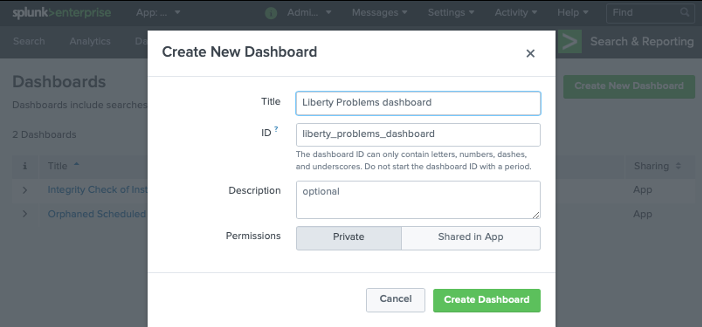 splunk>enterprise App: ... Admi... Messages Settings Activity Help Find
Search Analytics Da Search & Reporting
Create New Dashboard
Dashboards
Create New Dashboard
Dashboards include searches
Title Liberty Problems dashboard
ID ? liberty_problems_dashboard
The dashboard ID can only contain letters, numbers, dashes,
and underscores. Do not start the dashboard ID with a period.
2 Dashboards
i Title Sharing
Integrity Check of Inst App
Orphaned Scheduled App
Description optional
Permissions Private Shared in App
Cancel Create Dashboard